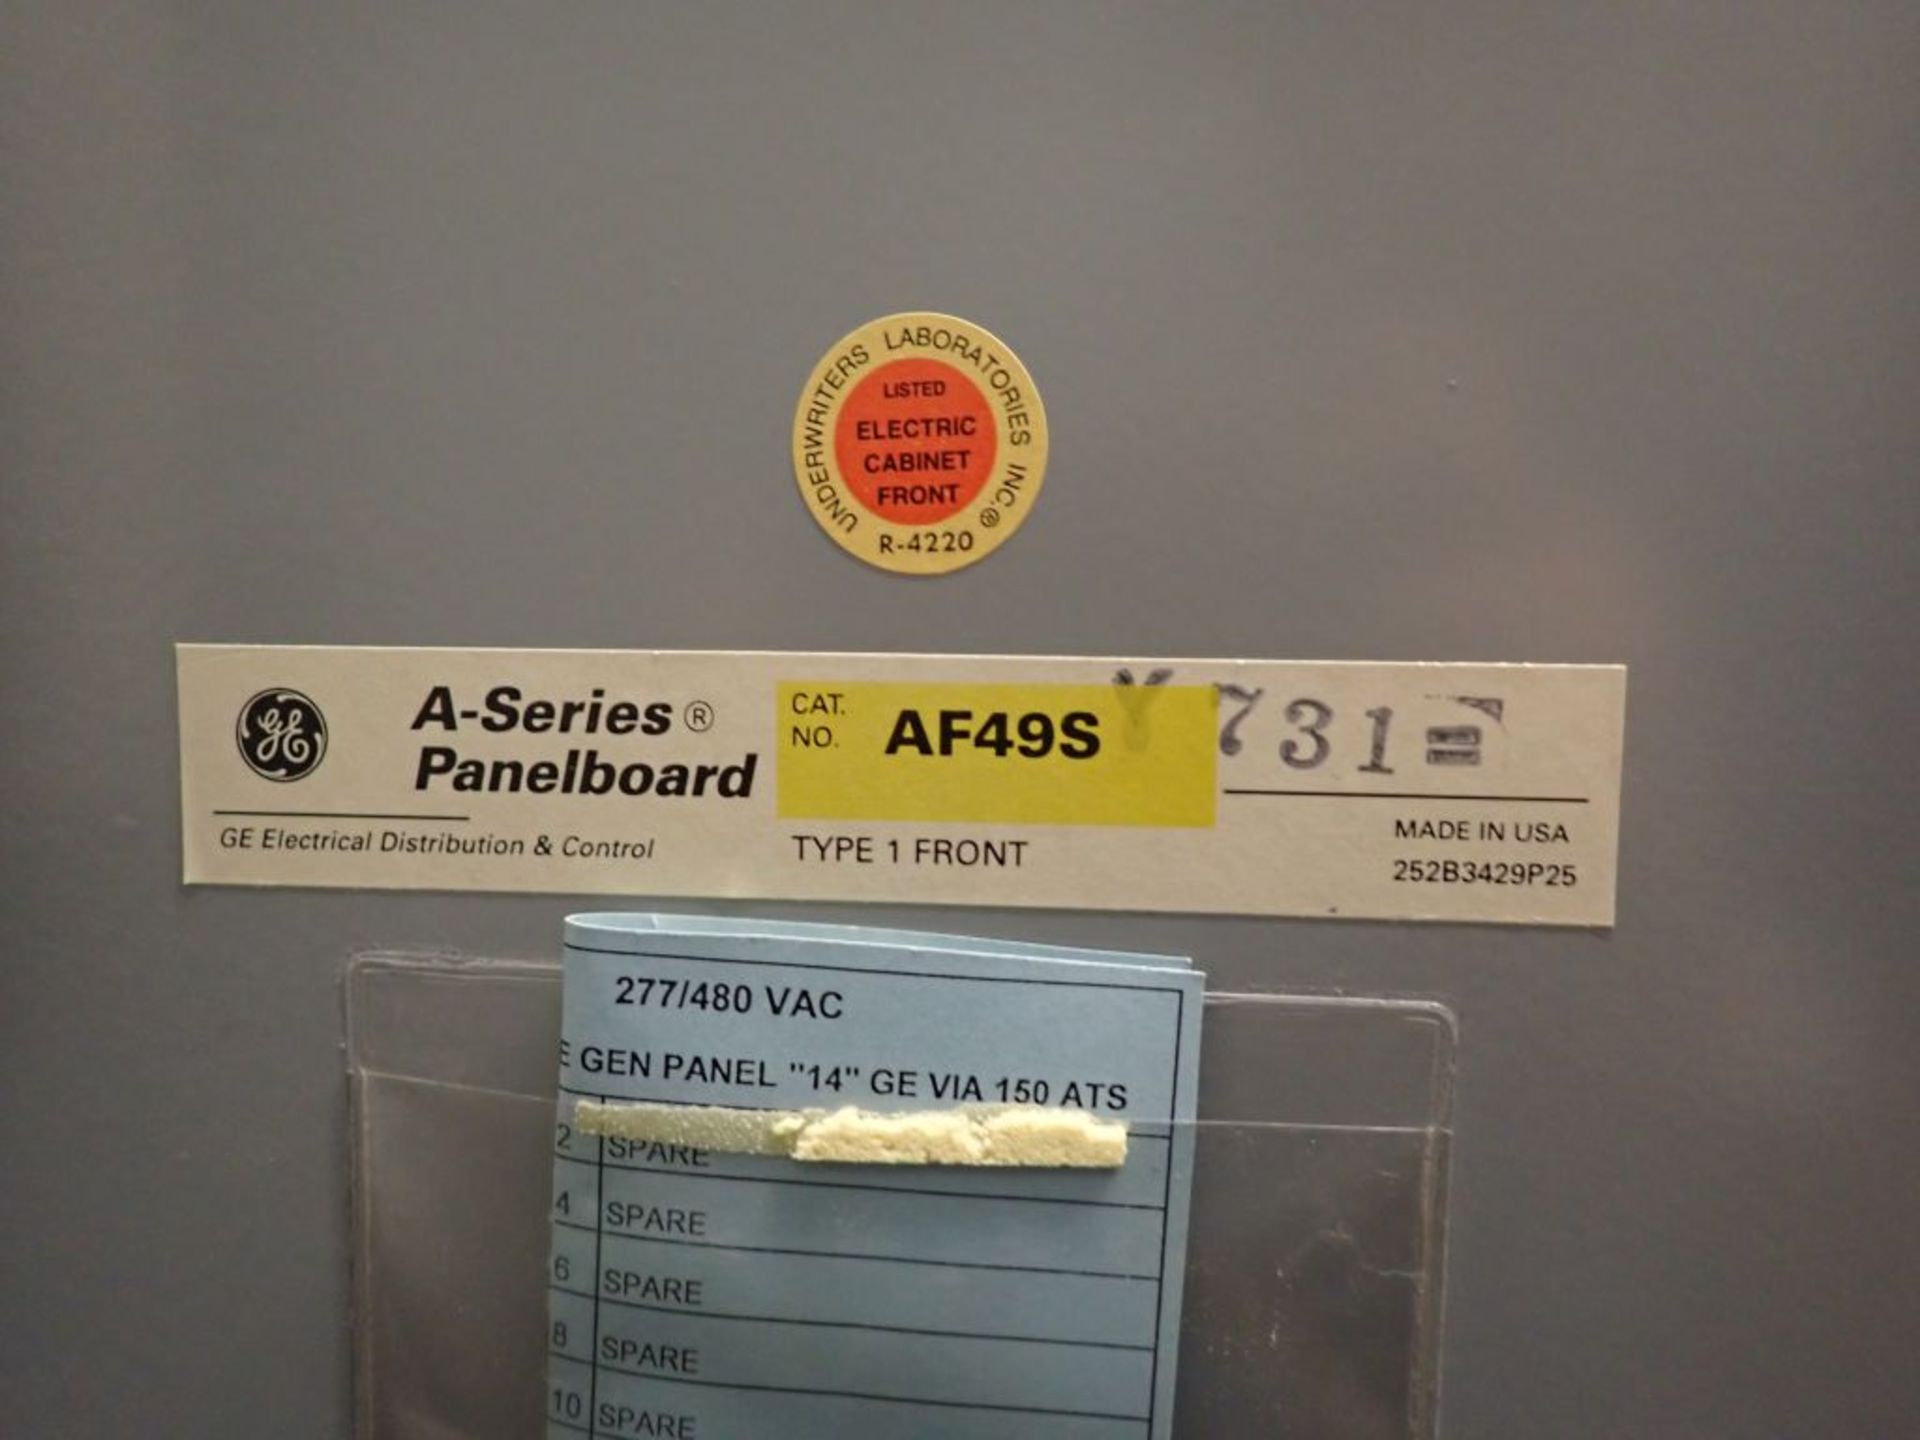 UNDERWRITERS LABORATORIES INC.®
LISTED
ELECTRIC
CABINET
FRONT
R-4220
GE
A-Series®
Panelboard
GE Electrical Distribution & Control
CAT.
NO.
AF49S
Y 731
TYPE 1 FRONT
MADE IN USA
252B3429P25
277/480 VAC
E GEN PANEL "14" GE VIA 150 ATS
2 SPARE
4 SPARE
6 SPARE
8 SPARE
10 SPARE